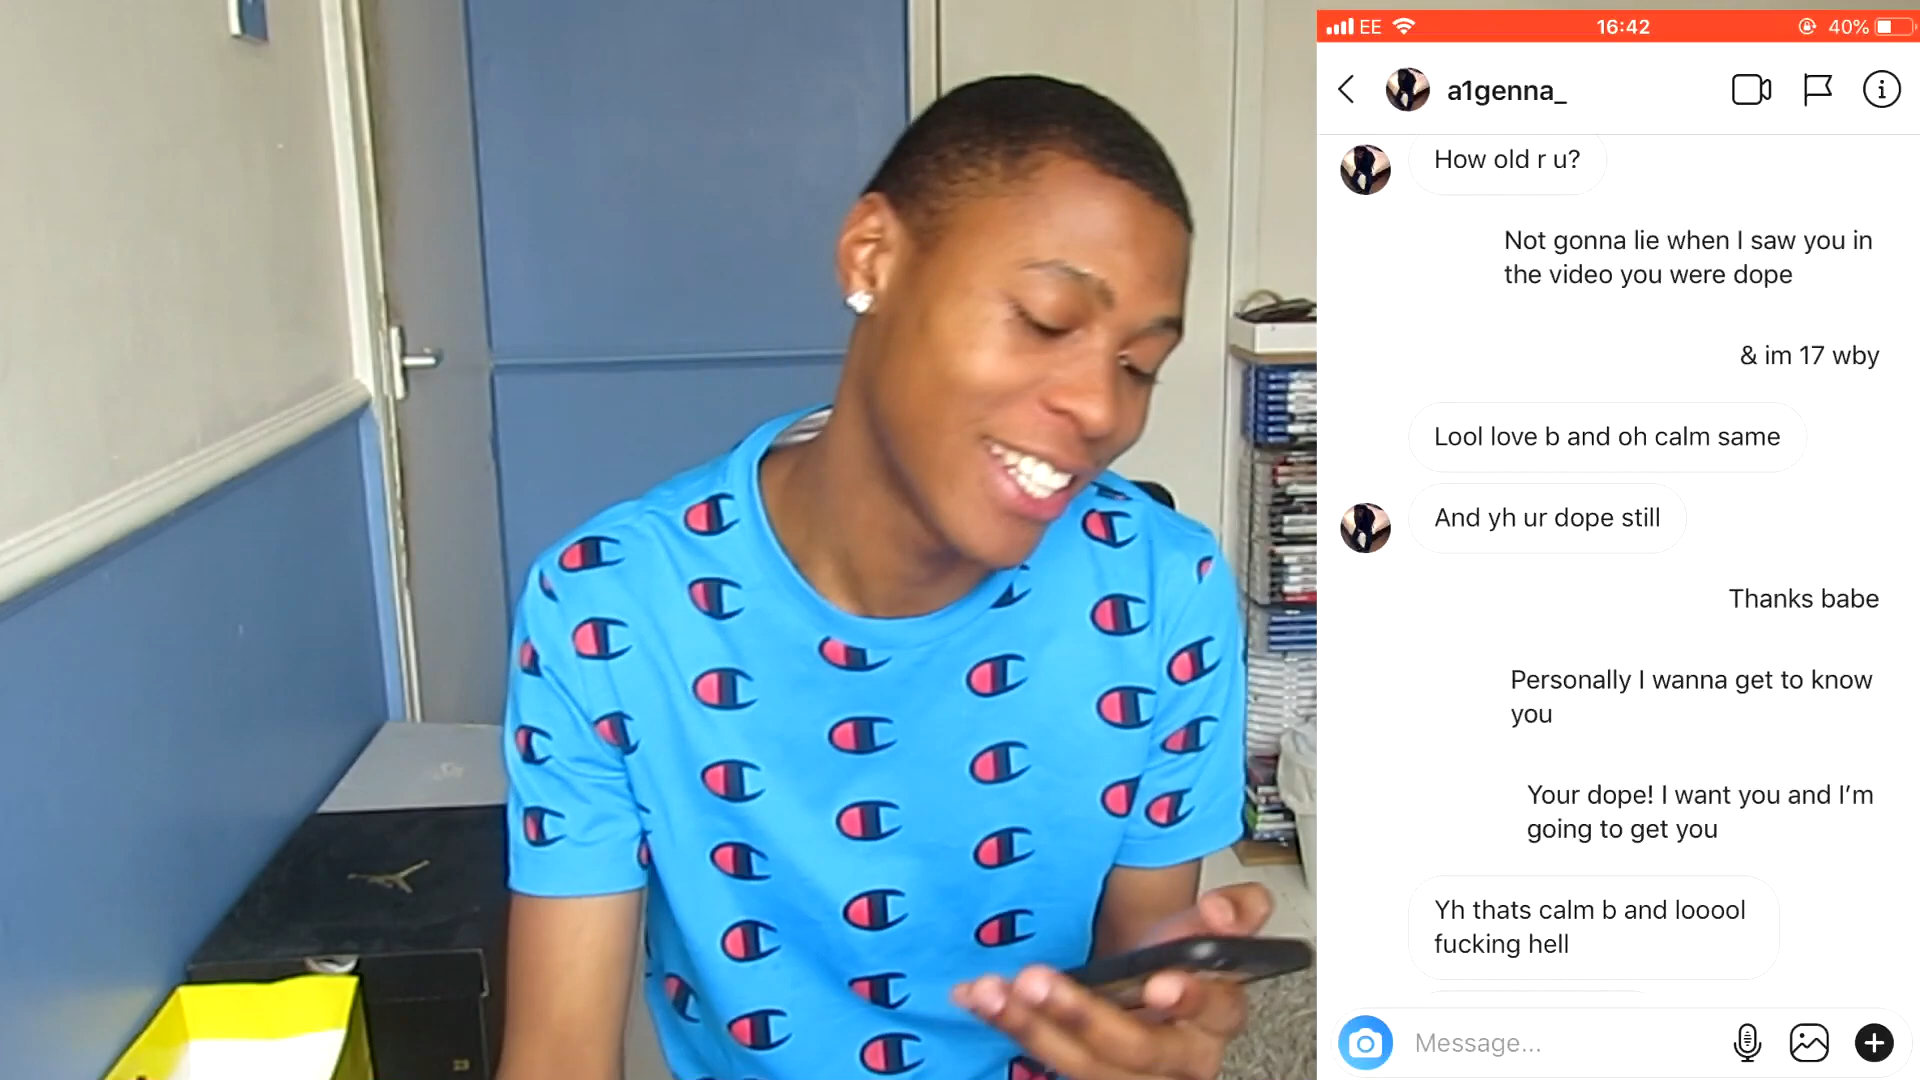 EE
16:42
40%
a1genna_
How old r u?
Not gonna lie when I saw you in
the video you were dope
& im 17 wby
Lool love b and oh calm same
And yh ur dope still
Thanks babe
Personally I wanna get to know
you
Your dope! I want you and I’m
going to get you
Yh thats calm b and looool
fucking hell
Message...
23